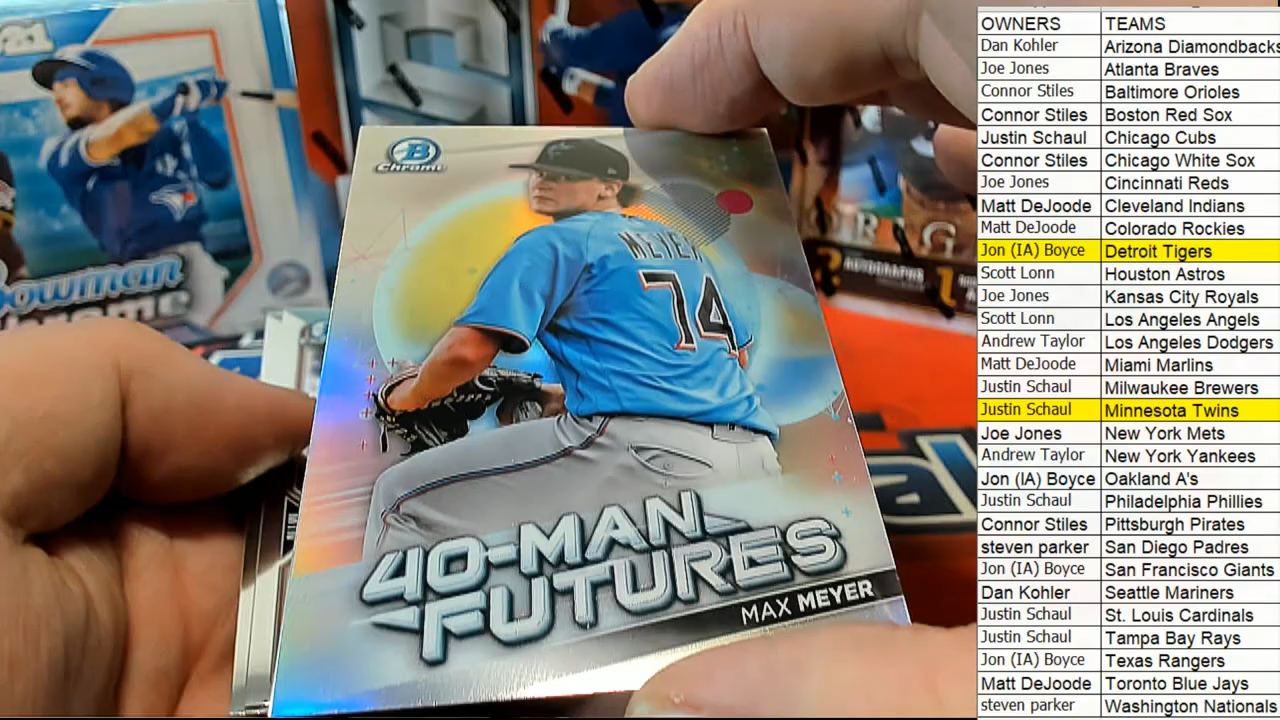 21
Bowman
B
Chrome
MEYER
74
40-MAN
FUTURES
MAX MEYER
AUTOGRAPHS
OWNERS TEAMS
Dan Kohler Arizona Diamondbacks
Joe Jones Atlanta Braves
Connor Stiles Baltimore Orioles
Connor Stiles Boston Red Sox
Justin Schaul Chicago Cubs
Connor Stiles Chicago White Sox
Joe Jones Cincinnati Reds
Matt DeJoode Cleveland Indians
Matt DeJoode Colorado Rockies
Jon (IA) Boyce Detroit Tigers
Scott Lonn Houston Astros
Joe Jones Kansas City Royals
Scott Lonn Los Angeles Angels
Andrew Taylor Los Angeles Dodgers
Matt DeJoode Miami Marlins
Justin Schaul Milwaukee Brewers
Justin Schaul Minnesota Twins
Joe Jones New York Mets
Andrew Taylor New York Yankees
Jon (IA) Boyce Oakland A's
Justin Schaul Philadelphia Phillies
Connor Stiles Pittsburgh Pirates
steven parker San Diego Padres
Jon (IA) Boyce San Francisco Giants
Dan Kohler Seattle Mariners
Justin Schaul St. Louis Cardinals
Justin Schaul Tampa Bay Rays
Jon (IA) Boyce Texas Rangers
Matt DeJoode Toronto Blue Jays
steven parker Washington Nationals